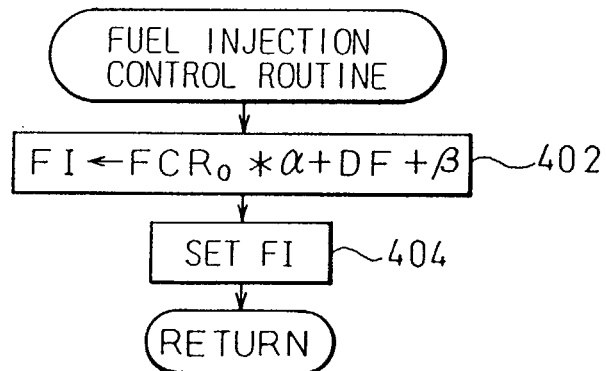 FUEL INJECTION
CONTROL ROUTINE
FI←FCR₀*α+DF+β
402
SET FI
404
RETURN